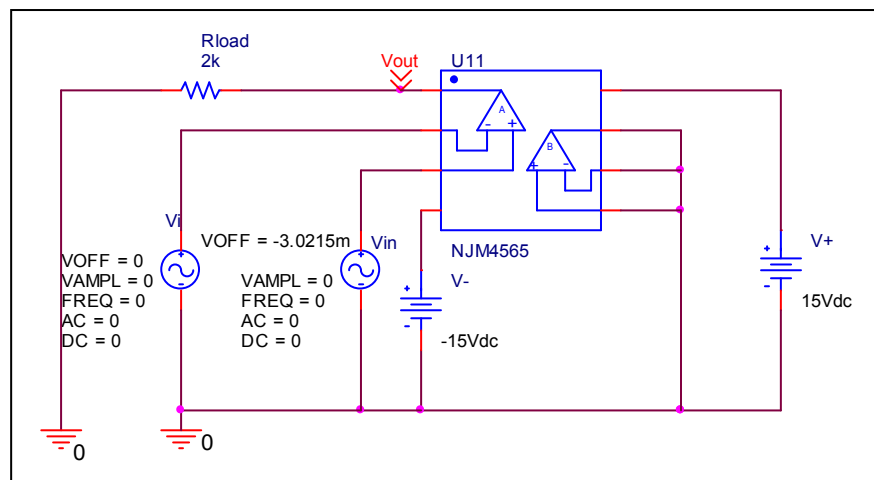 Rload
2k
Vout
U11
A
- +
B
+ -
NJM4565
Vi
VOFF = 0
VAMPL = 0
FREQ = 0
AC = 0
DC = 0
VOFF = -3.0215m
Vin
VAMPL = 0
FREQ = 0
AC = 0
DC = 0
V-
+
-
-15Vdc
V+
+
-
15Vdc
+
-
+
-
0
0